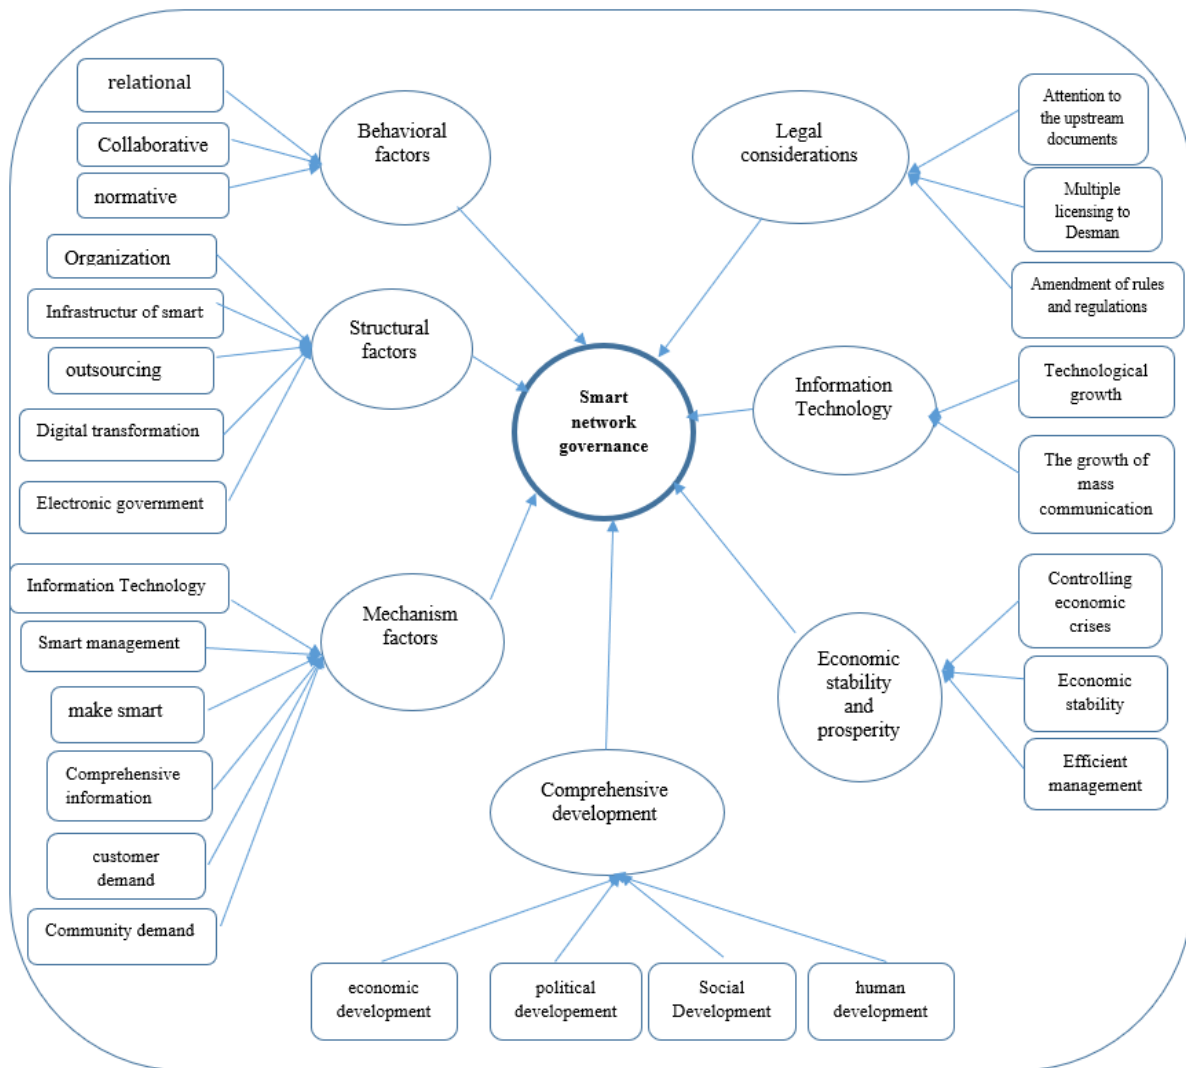 relational
Collaborative
normative
Behavioral
factors
Organization
Infrastructur of smart
outsourcing
Digital transformation
Electronic government
Structural
factors
Information Technology
Smart management
make smart
Comprehensive
information
customer
demand
Community demand
Mechanism
factors
Smart
network
governance
Legal
considerations
Attention to
the upstream
documents
Multiple
licensing to
Desman
Amendment of rules
and regulations
Information
Technology
Technological
growth
The growth of
mass
communication
Economic
stability
and
prosperity
Controlling
economic
crises
Economic
stability
Efficient
management
Comprehensive
development
economic
development
political
developement
Social
Development
human
development